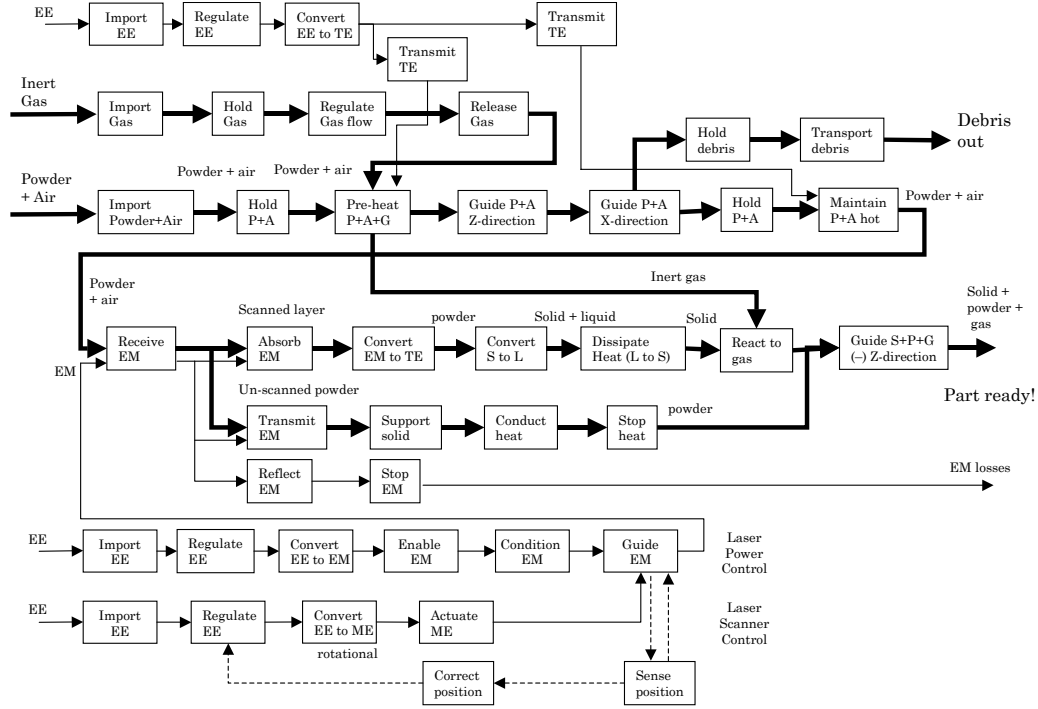 EE
Import
EE
Regulate
EE
Convert
EE to TE
Transmit
TE
Transmit
TE
Inert
Gas
Import
Gas
Hold
Gas
Regulate
Gas flow
Release
Gas
Hold
debris
Transport
debris
Debris
out
Powder
+ Air
Powder + air
Powder + air
Import
Powder+Air
Hold
P+A
Pre-heat
P+A+G
Guide P+A
Z-direction
Guide P+A
X-direction
Hold
P+A
Maintain
P+A hot
Powder + air
Powder
+ air
Inert gas
Scanned layer
powder
Solid + liquid
Solid
Solid +
powder +
gas
Receive
EM
Absorb
EM
Convert
EM to TE
Convert
S to L
Dissipate
Heat (L to S)
React to
gas
Guide S+P+G
(–) Z-direction
EM
Un-scanned powder
Part ready!
Transmit
EM
Support
solid
Conduct
heat
Stop
heat
powder
Reflect
EM
Stop
EM
EM losses
EE
Import
EE
Regulate
EE
Convert
EE to EM
Enable
EM
Condition
EM
Guide
EM
Laser
Power
Control
EE
Import
EE
Regulate
EE
Convert
EE to ME
Actuate
ME
Laser
Scanner
Control
rotational
Correct
position
Sense
position